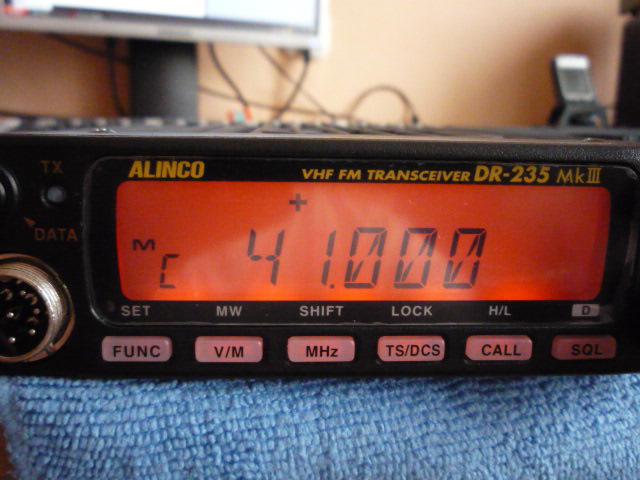 TX
ALINCO VHF FM TRANSCEIVER DR-235 MkIII
DATA
+
M
C 41.000
SET MW SHIFT LOCK H/L D
FUNC V/M MHz TS/DCS CALL SQL